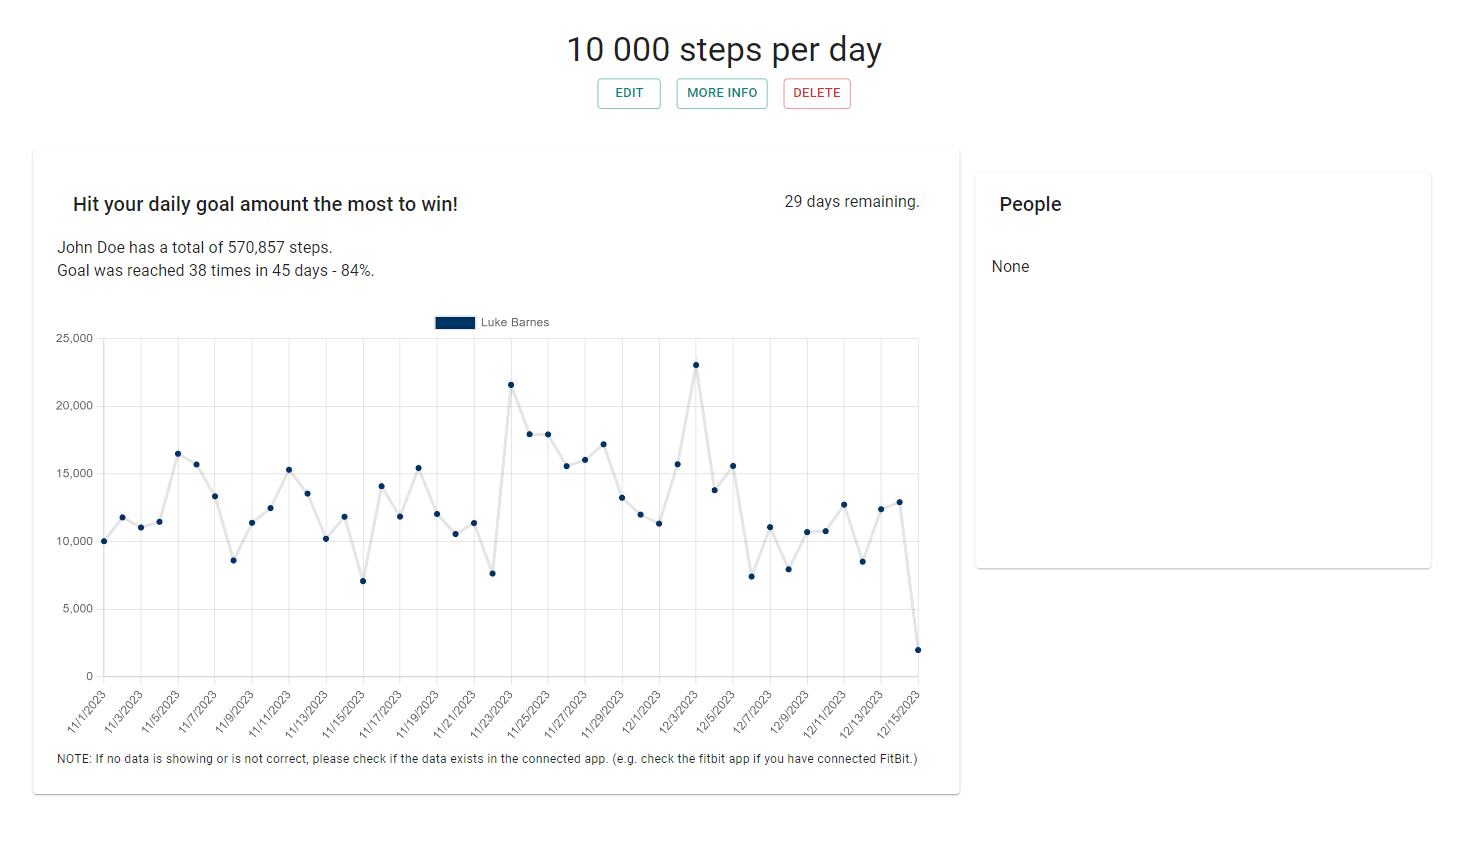 10 000 steps per day
EDIT MORE INFO DELETE
Hit your daily goal amount the most to win!
29 days remaining.
John Doe has a total of 570,857 steps.
Goal was reached 38 times in 45 days - 84%.
Luke Barnes
25,000
20,000
15,000
10,000
5,000
0
11/1/2023 11/3/2023 11/5/2023 11/7/2023 11/9/2023 11/11/2023 11/13/2023 11/15/2023 11/17/2023 11/19/2023 11/21/2023 11/23/2023 11/25/2023 11/27/2023 11/29/2023 12/1/2023 12/3/2023 12/5/2023 12/7/2023 12/9/2023 12/11/2023 12/13/2023 12/15/2023
NOTE: If no data is showing or is not correct, please check if the data exists in the connected app. (e.g. check the fitbit app if you have connected FitBit.)
People
None